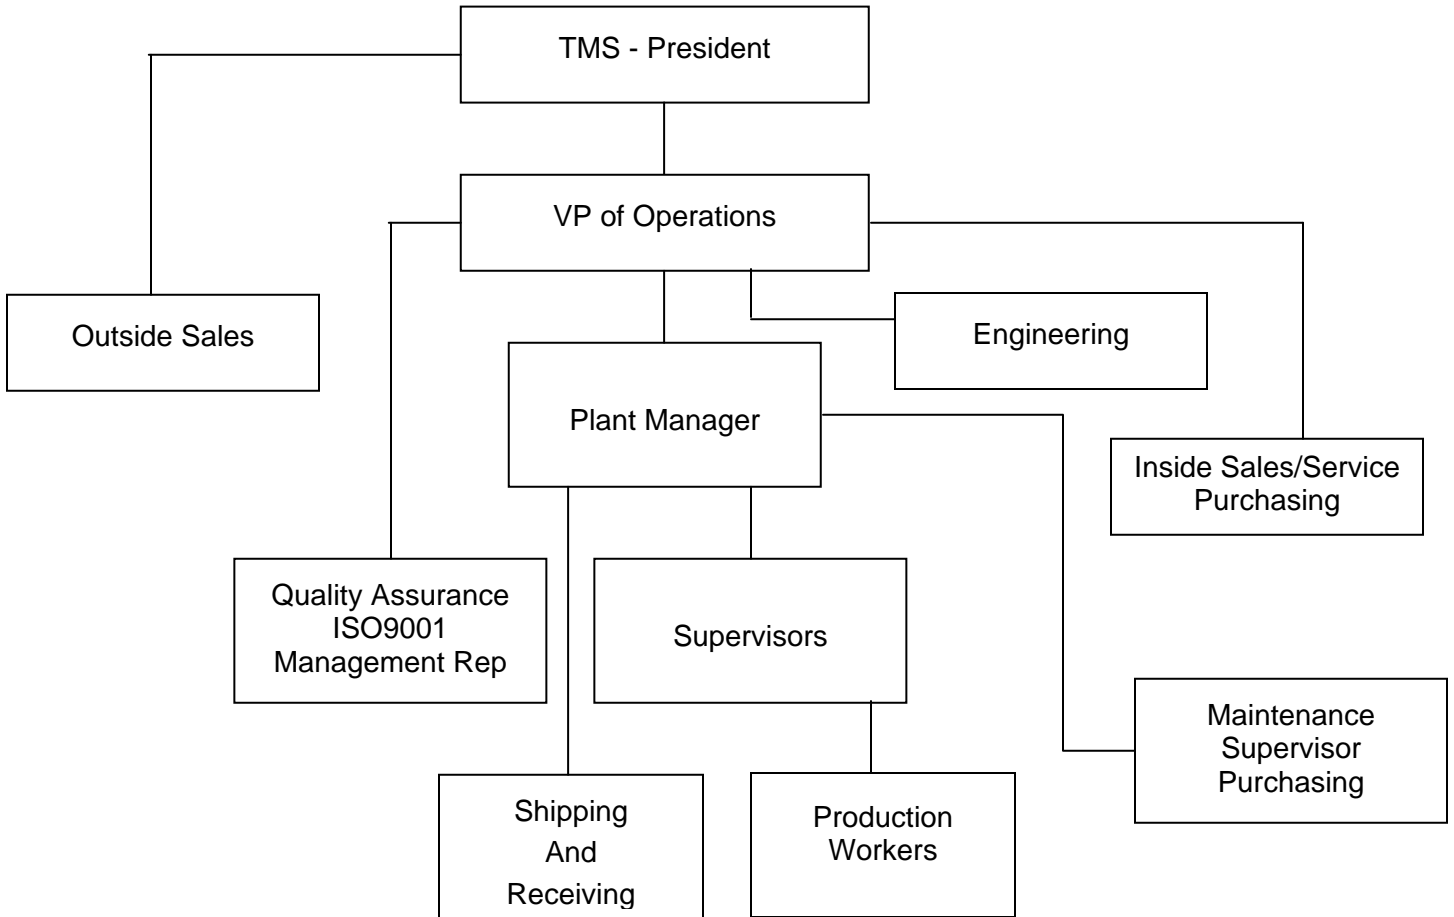 TMS - President
VP of Operations
Outside Sales
Engineering
Plant Manager
Inside Sales/Service
Purchasing
Quality Assurance
ISO9001
Management Rep
Supervisors
Maintenance
Supervisor
Purchasing
Shipping
And
Receiving
Production
Workers